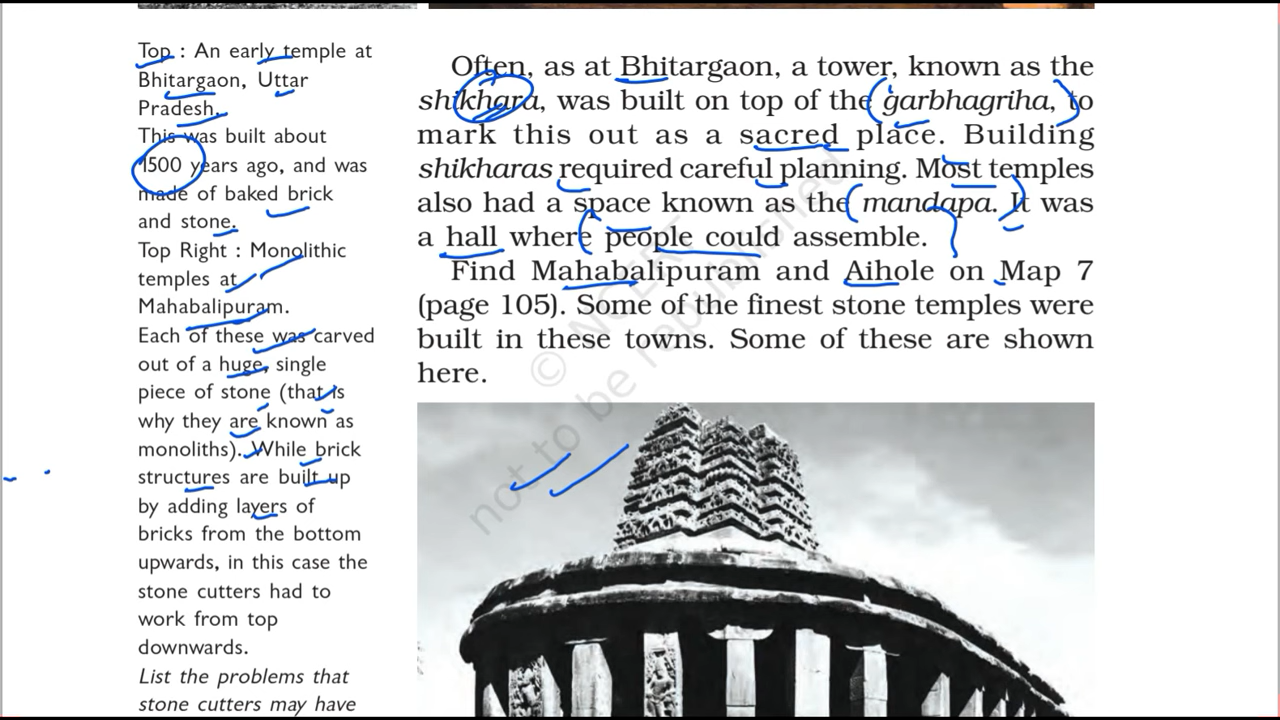 Top : An early temple at
Bhitargaon, Uttar
Pradesh.
This was built about
1500 years ago, and was
made of baked brick
and stone.
Top Right : Monolithic
temples at
Mahabalipuram.
Each of these was carved
out of a huge, single
piece of stone (that is
why they are known as
monoliths). While brick
structures are built up
by adding layers of
bricks from the bottom
upwards, in this case the
stone cutters had to
work from top
downwards.
List the problems that
stone cutters may have
Often, as at Bhitargaon, a tower, known as the
shikhara, was built on top of the garbhagriha, to
mark this out as a sacred place. Building
shikharas required careful planning. Most temples
also had a space known as the mandapa. It was
a hall where people could assemble.
Find Mahabalipuram and Aihole on Map 7
(page 105). Some of the finest stone temples were
built in these towns. Some of these are shown
here.
© NCERT
not to be republished